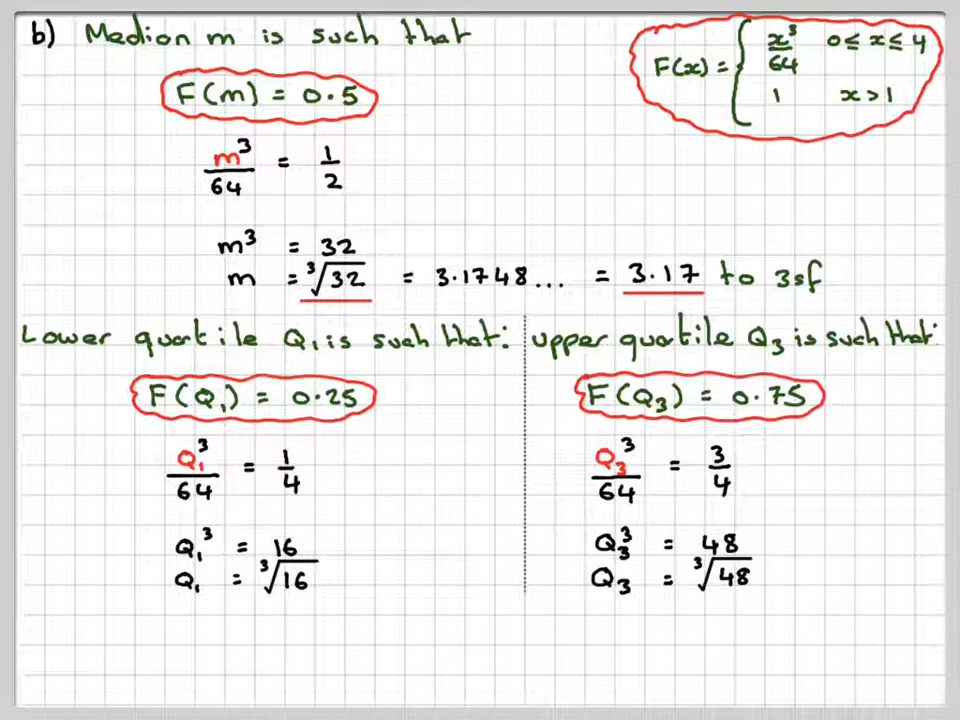 b) Median m is such that
F(x) = { x³/64 0 ≤ x ≤ 4
1 x > 1
F(m) = 0.5
m³/64 = 1/2
m³ = 32
m = ³√32 = 3.1748... = 3.17 to 3sf
Lower quartile Q₁ is such that:
F(Q₁) = 0.25
Q₁³/64 = 1/4
Q₁³ = 16
Q₁ = ³√16
upper quartile Q₃ is such that:
F(Q₃) = 0.75
Q₃³/64 = 3/4
Q₃³ = 48
Q₃ = ³√48